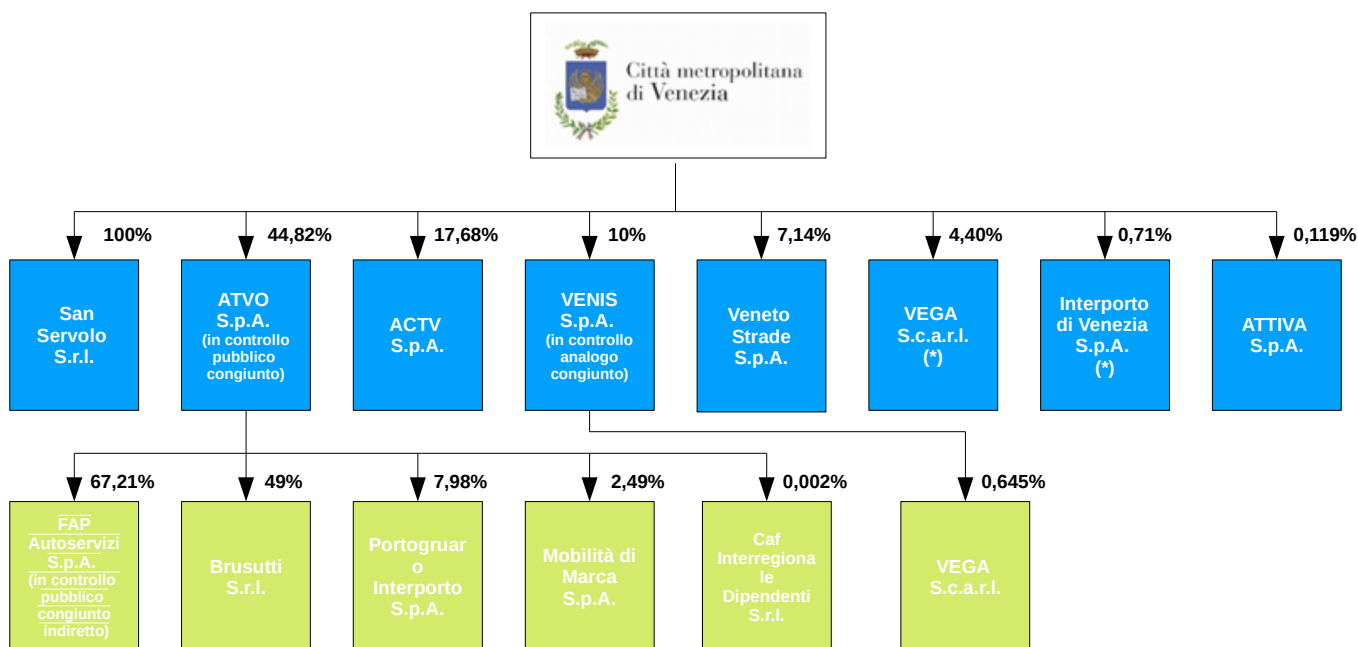 Città metropolitana
di Venezia
100%
44,82%
17,68%
10%
7,14%
4,40%
0,71%
0,119%
San
Servolo
S.r.l.
ATVO
S.p.A.
(in controllo
pubblico
congiunto)
ACTV
S.p.A.
VENIS
S.p.A.
(in controllo
analogo
congiunto)
Veneto
Strade
S.p.A.
VEGA
S.c.a.r.l.
(*)
Interporto
di Venezia
S.p.A.
(*)
ATTIVA
S.p.A.
67,21%
49%
7,98%
2,49%
0,002%
0,645%
FAP
Autoservizi
S.p.A.
(in controllo
pubblico
congiunto
indiretto)
Brusutti
S.r.l.
Portogruar
o
Interporto
S.p.A.
Mobilità di
Marca
S.p.A.
Caf
Interregiona
le
Dipendenti
S.r.l.
VEGA
S.c.a.r.l.